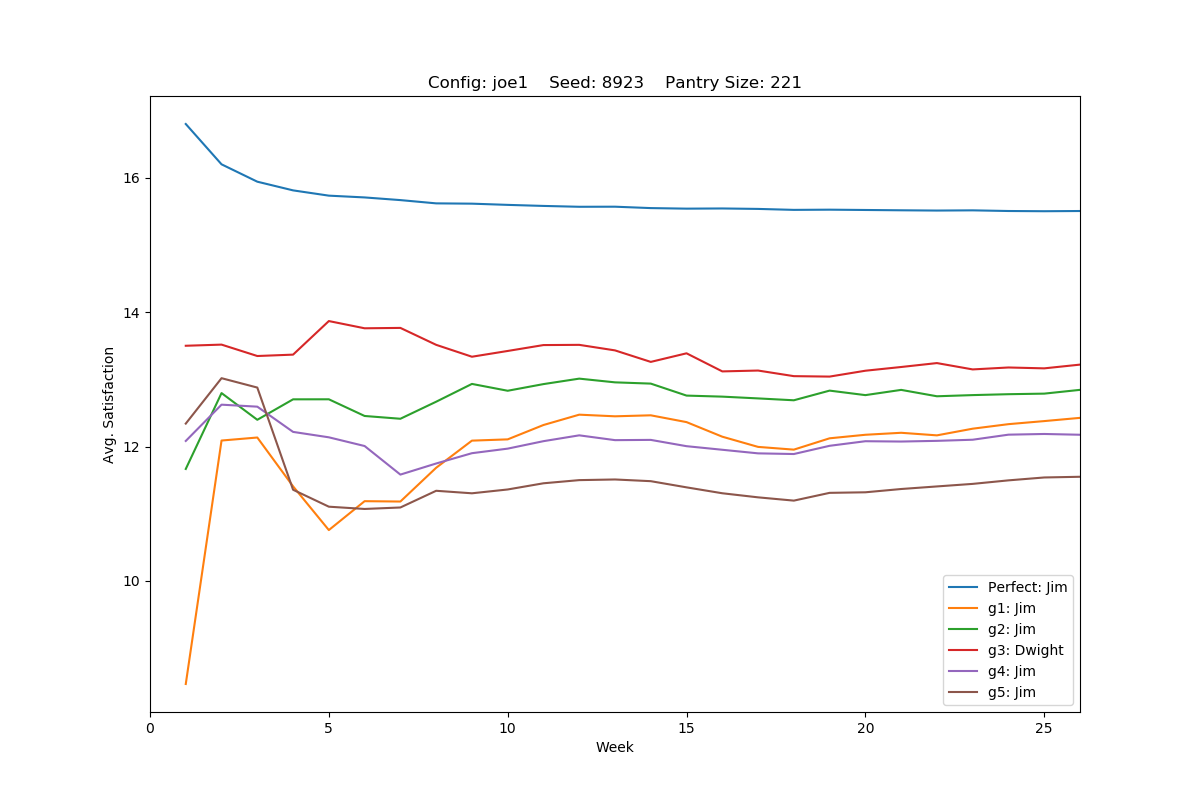 Config: joe1    Seed: 8923    Pantry Size: 221
16
14
12
10
Avg. Satisfaction
0 5 10 15 20 25
Week
Perfect: Jim
g1: Jim
g2: Jim
g3: Dwight
g4: Jim
g5: Jim